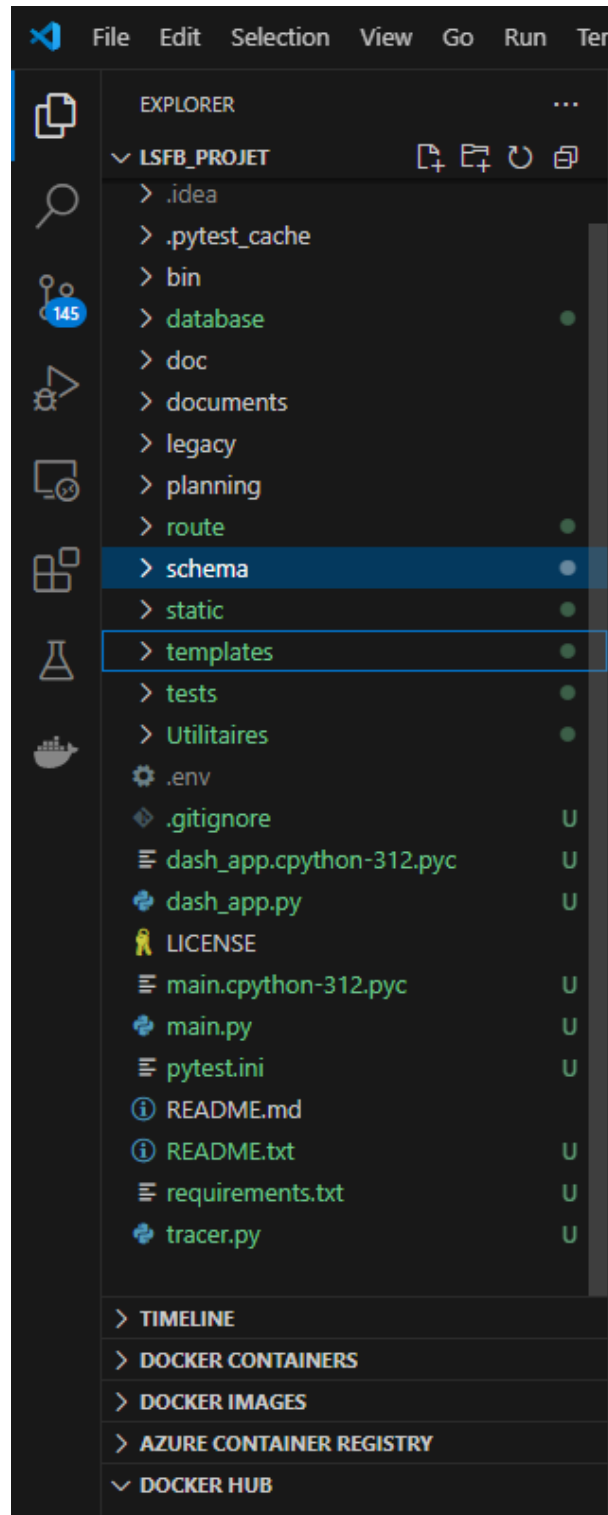 File Edit Selection View Go Run Ter
EXPLORER
LSFB_PROJET
.idea
.pytest_cache
bin
145
database
doc
documents
legacy
planning
route
schema
static
templates
tests
Utilitaires
.env
.gitignore U
dash_app.cpython-312.pyc U
dash_app.py U
LICENSE
main.cpython-312.pyc U
main.py U
pytest.ini U
README.md
README.txt U
requirements.txt U
tracer.py U
TIMELINE
DOCKER CONTAINERS
DOCKER IMAGES
AZURE CONTAINER REGISTRY
DOCKER HUB